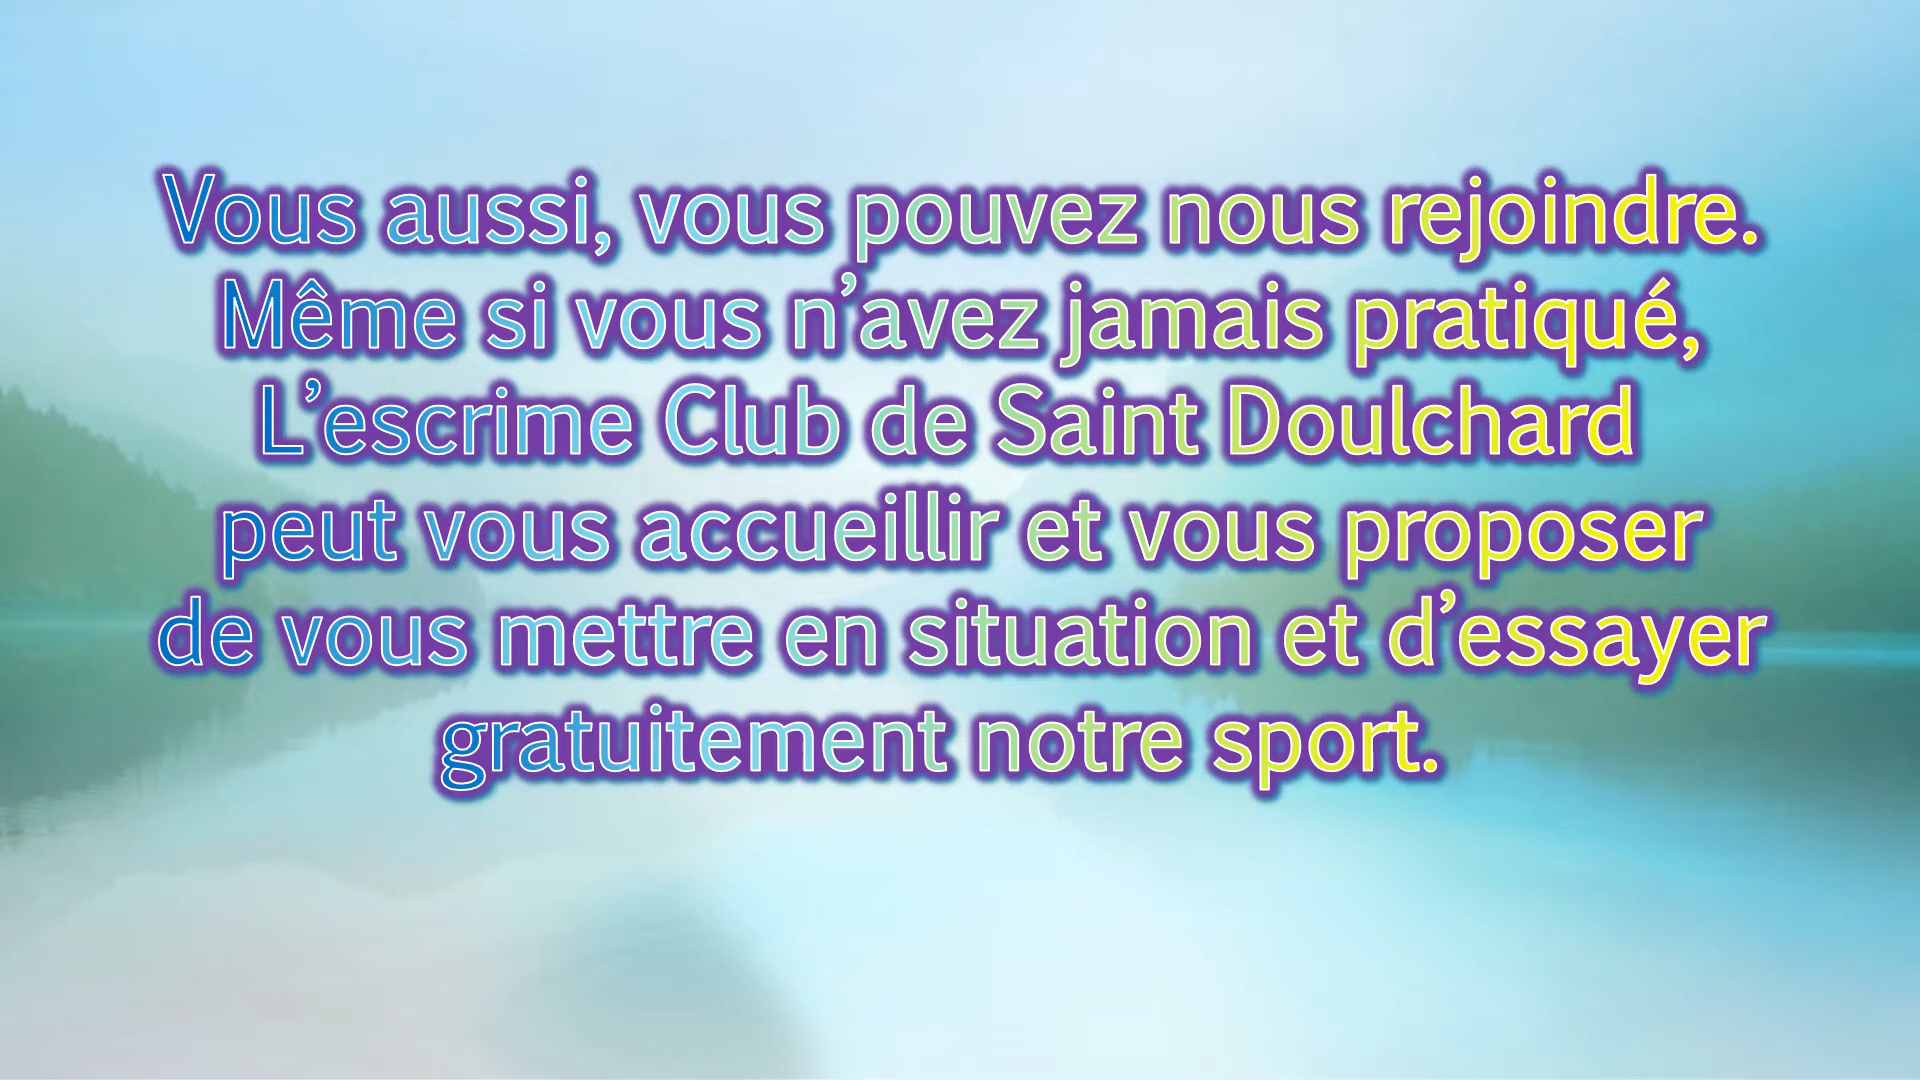 Vous aussi, vous pouvez nous rejoindre.
Même si vous n’avez jamais pratiqué,
L’escrime Club de Saint Doulchard
peut vous accueillir et vous proposer
de vous mettre en situation et d’essayer
gratuitement notre sport.